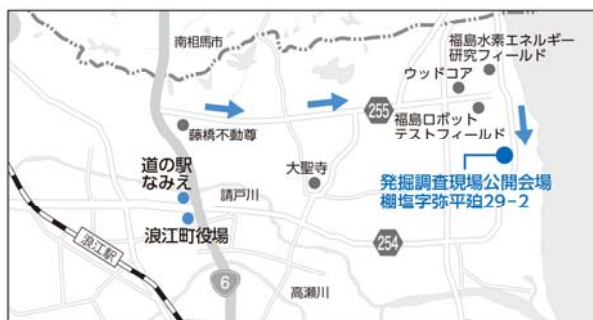 南相馬市
福島水素エネルギー
研究フィールド
ウッドコア
255
福島ロボット
テストフィールド
藤橋不動尊
道の駅
なみえ
大聖寺
発掘調査現場公開会場
棚塩字弥平迫29-2
請戸川
浪江町役場
254
浪江駅
6
高瀬川